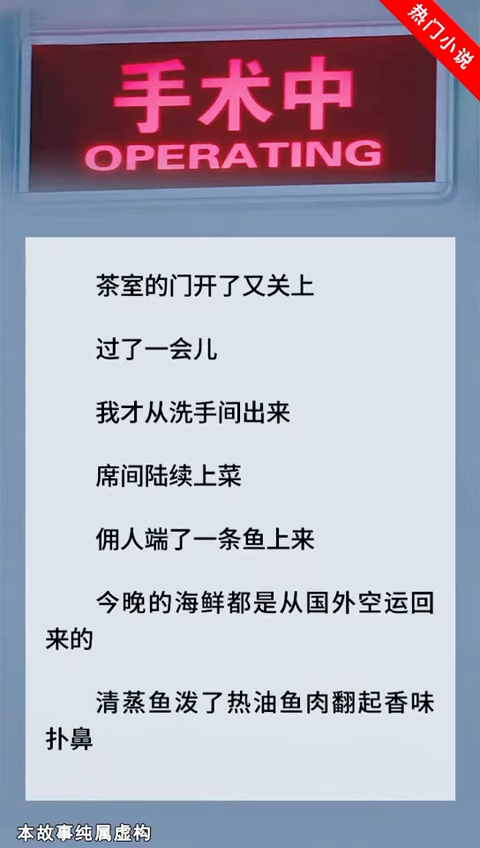 热门小说
手术中
OPERATING
茶室的门开了又关上
过了一会儿
我才从洗手间出来
席间陆续上菜
佣人端了一条鱼上来
今晚的海鲜都是从国外空运回
来的
清蒸鱼泼了热油鱼肉翻起香味
扑鼻
本故事纯属虚构